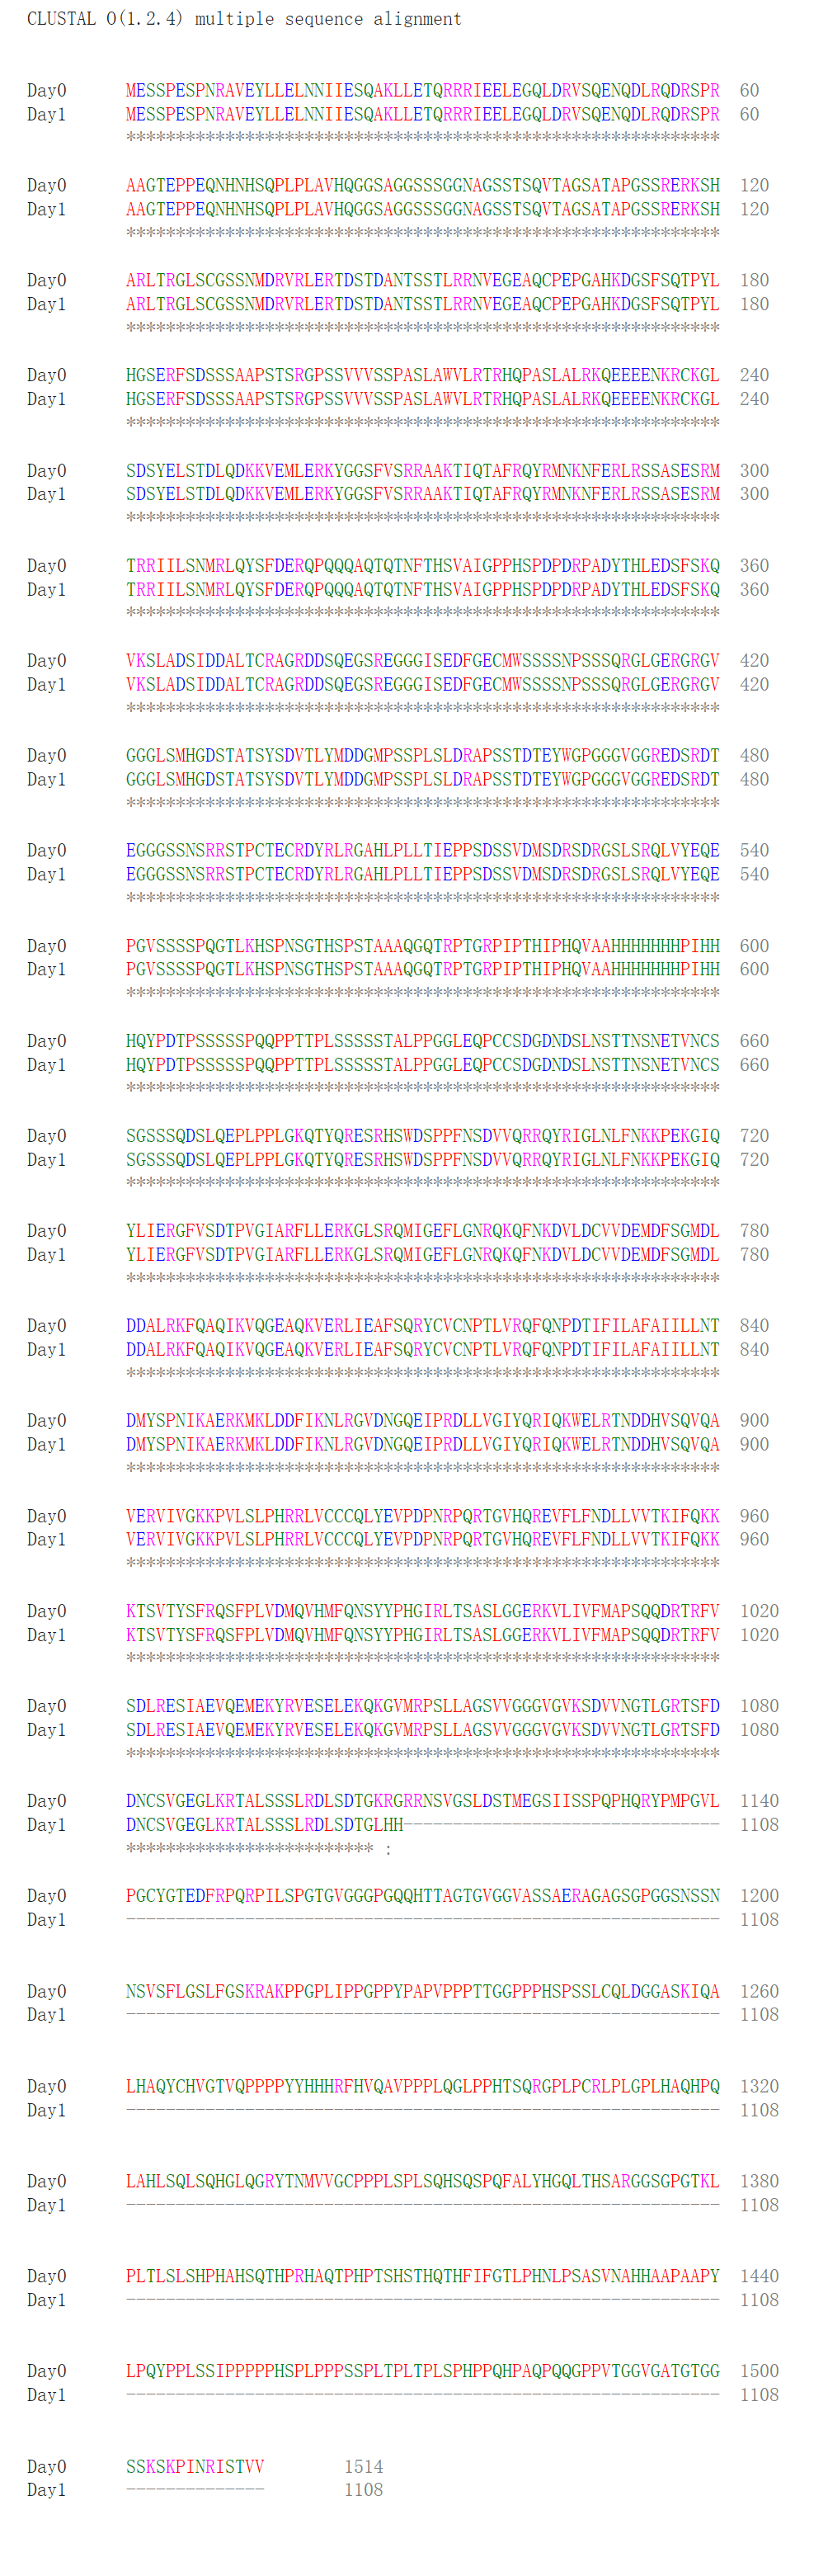 CLUSTAL O(1.2.4) multiple sequence alignment
Day0 MESSPESPNRAVEYLLELNNIIESQAKLLETQRRRIEELEGQLDRVSQENQDLRQDRSPR 60
Day1 MESSPESPNRAVEYLLELNNIIESQAKLLETQRRRIEELEGQLDRVSQENQDLRQDRSPR 60
************************************************************
Day0 AAGTEPPEQNHNHSQPLPLAVHQGGSAGGSSSGGNAGSSTSQVTAGSATAPGSSRERKSH 120
Day1 AAGTEPPEQNHNHSQPLPLAVHQGGSAGGSSSGGNAGSSTSQVTAGSATAPGSSRERKSH 120
************************************************************
Day0 ARLTRGLSCGSSNMDRVRLERTDSTDANTSSTLRRNVEGEAQCPEPGAHKDGSFSQTPYL 180
Day1 ARLTRGLSCGSSNMDRVRLERTDSTDANTSSTLRRNVEGEAQCPEPGAHKDGSFSQTPYL 180
************************************************************
Day0 HGSERFSDSSSAAPSTSRGPSSVVVSSPASLAWVLRTRHQPASLALRKQEEEENKRCKGL 240
Day1 HGSERFSDSSSAAPSTSRGPSSVVVSSPASLAWVLRTRHQPASLALRKQEEEENKRCKGL 240
************************************************************
Day0 SDSYELSTDLQDKKVEMLERKYGGSFVSRRAAKTIQTAFRQYRMNKNFERLRSSASESRM 300
Day1 SDSYELSTDLQDKKVEMLERKYGGSFVSRRAAKTIQTAFRQYRMNKNFERLRSSASESRM 300
************************************************************
Day0 TRRIILSNMRLQYSFDERQPQQQAQTQTNFTHSVAIGPPHSPDPDRPADYTHLEDSFSKQ 360
Day1 TRRIILSNMRLQYSFDERQPQQQAQTQTNFTHSVAIGPPHSPDPDRPADYTHLEDSFSKQ 360
************************************************************
Day0 VKSLADSIDDALTCRAGRDDSQEGSREGGGISEDFGECMWSSSSNPSSSQRGLGERGRGV 420
Day1 VKSLADSIDDALTCRAGRDDSQEGSREGGGISEDFGECMWSSSSNPSSSQRGLGERGRGV 420
************************************************************
Day0 GGGLSMHGDSTATSYSDVTLYMDDGMPSSPLSLDRAPSSTDTEYWGPGGGVGGREDSRDT 480
Day1 GGGLSMHGDSTATSYSDVTLYMDDGMPSSPLSLDRAPSSTDTEYWGPGGGVGGREDSRDT 480
************************************************************
Day0 EGGGSSNSRRSTPCTECRDYRLRGAHLPLLTIEPPSDSSVDMSDRSDRGSLSRQLVYEQE 540
Day1 EGGGSSNSRRSTPCTECRDYRLRGAHLPLLTIEPPSDSSVDMSDRSDRGSLSRQLVYEQE 540
************************************************************
Day0 PGVSSSSPQGTLKHSPNSGTHSPSTAAAQGQTRPTGRPIPTHIPHQVAAHHHHHHHPIHH 600
Day1 PGVSSSSPQGTLKHSPNSGTHSPSTAAAQGQTRPTGRPIPTHIPHQVAAHHHHHHHPIHH 600
************************************************************
Day0 HQYPDTPSSSSSPQQPPTTPLSSSSSTALPPGGLEQPCCSDGDNDSLNSTTNSNETVNCS 660
Day1 HQYPDTPSSSSSPQQPPTTPLSSSSSTALPPGGLEQPCCSDGDNDSLNSTTNSNETVNCS 660
************************************************************
Day0 SGSSSQDSLQEPLPPLGKQTYQRESRHSWDSPPFNSDVVQRRQYRIGLNLFNKKPEKGIQ 720
Day1 SGSSSQDSLQEPLPPLGKQTYQRESRHSWDSPPFNSDVVQRRQYRIGLNLFNKKPEKGIQ 720
************************************************************
Day0 YLIERGFVSDTPVGIARFLLERKGLSRQMIGEFLGNRQKQFNKDVLDCVVDEMDFSGMDL 780
Day1 YLIERGFVSDTPVGIARFLLERKGLSRQMIGEFLGNRQKQFNKDVLDCVVDEMDFSGMDL 780
************************************************************
Day0 DDALRKFQAQIKVQGEAQKVERLIEAFSQRYCVCNPTLVRQFQNPDTIFILAFAIILLNT 840
Day1 DDALRKFQAQIKVQGEAQKVERLIEAFSQRYCVCNPTLVRQFQNPDTIFILAFAIILLNT 840
************************************************************
Day0 DMYSPNIKAERKMKLDDFIKNLRGVDNGQEIPRDLLVGIYQRIQKWELRTNDDHVSQVQA 900
Day1 DMYSPNIKAERKMKLDDFIKNLRGVDNGQEIPRDLLVGIYQRIQKWELRTNDDHVSQVQA 900
************************************************************
Day0 VERVIVGKKPVLSLPHRRLVCCCQLYEVPDPNRPQRTGVHQREVFLFNDLLVVTKIFQKK 960
Day1 VERVIVGKKPVLSLPHRRLVCCCQLYEVPDPNRPQRTGVHQREVFLFNDLLVVTKIFQKK 960
************************************************************
Day0 KTSVTYSFRQSFPLVDMQVHMFQNSYYPHGIRLTSASLGGERKVLIVFMAPSQQDRTRFV 1020
Day1 KTSVTYSFRQSFPLVDMQVHMFQNSYYPHGIRLTSASLGGERKVLIVFMAPSQQDRTRFV 1020
************************************************************
Day0 SDLRESIAEVQEMEKYRVESELEKQKGVMRPSLLAGSVVGGGVGVKSDVVNGTLGRTSFD 1080
Day1 SDLRESIAEVQEMEKYRVESELEKQKGVMRPSLLAGSVVGGGVGVKSDVVNGTLGRTSFD 1080
************************************************************
Day0 DNCSVGEGLKRTALSSSLRDLSDTGKRGRRNSVGSLDSTMEGSIISSPQPHQRYPMPGVL 1140
Day1 DNCSVGEGLKRTALSSSLRDLSDTGLHH-------------------------------- 1108
************************* :
Day0 PGCYGTEDFRPQRPILSPGTGVGGGPGQQHTTAGTGVGGVASSAERAGAGSGPGGSNSSN 1200
Day1 ------------------------------------------------------------ 1108
Day0 NSVSFLGSLFGSKRAKPPGPLIPPGPPYPAPVPPPTTGGPPPHSPSSLCQLDGGASKIQA 1260
Day1 ------------------------------------------------------------ 1108
Day0 LHAQYCHVGTVQPPPPYYHHHRFHVQAVPPPLQGLPPHTSQRGPLPCRLPLGPLHAQHPQ 1320
Day1 ------------------------------------------------------------ 1108
Day0 LAHLSQLSQHGLQGRYTNMVVGCPPPLSPLSQHSQSPQFALYHGQLTHSARGGSGPGTKL 1380
Day1 ------------------------------------------------------------ 1108
Day0 PLTLSLSHPHAHSQTHPRHAQTPHPTSHSTHQTHFIFGTLPHNLPSASVNAHHAAPAAPY 1440
Day1 ------------------------------------------------------------ 1108
Day0 LPQYPPLSSIPPPPPHSPLPPPSSPLTPLTPLSPHPPQHPAQPQQGPPVTGGVGATGTGG 1500
Day1 ------------------------------------------------------------ 1108
Day0 SSKSKPINRISTVV 1514
Day1 -------------- 1108